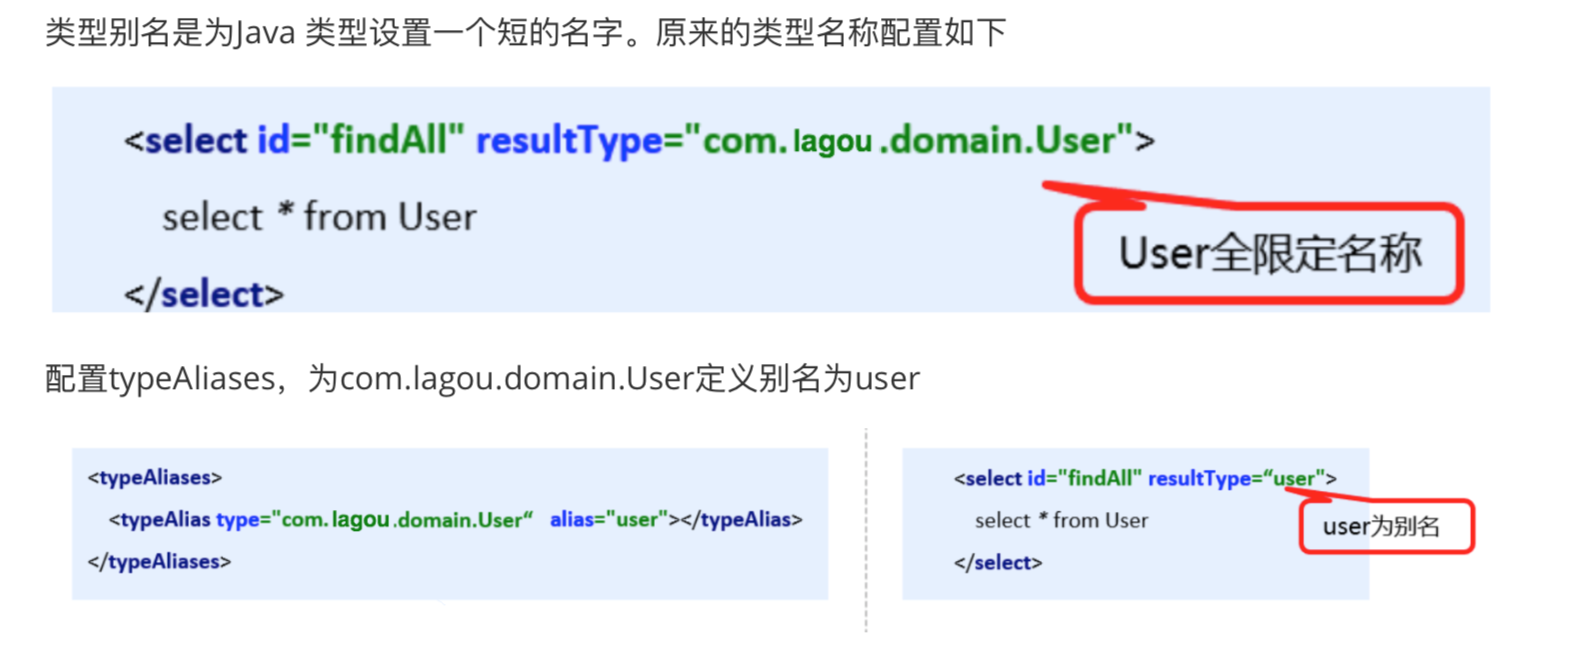 类型别名是为Java 类型设置一个短的名字。原来的类型名称配置如下
<select id="findAll" resultType="com.lagou.domain.User">
select * from User
User全限定名称
</select>
配置typeAliases，为com.lagou.domain.User定义别名为user
<typeAliases>
<typeAlias type="com.lagou.domain.User“ alias="user"></typeAlias>
</typeAliases>
<select id="findAll" resultType=“user">
select * from User
user为别名
</select>